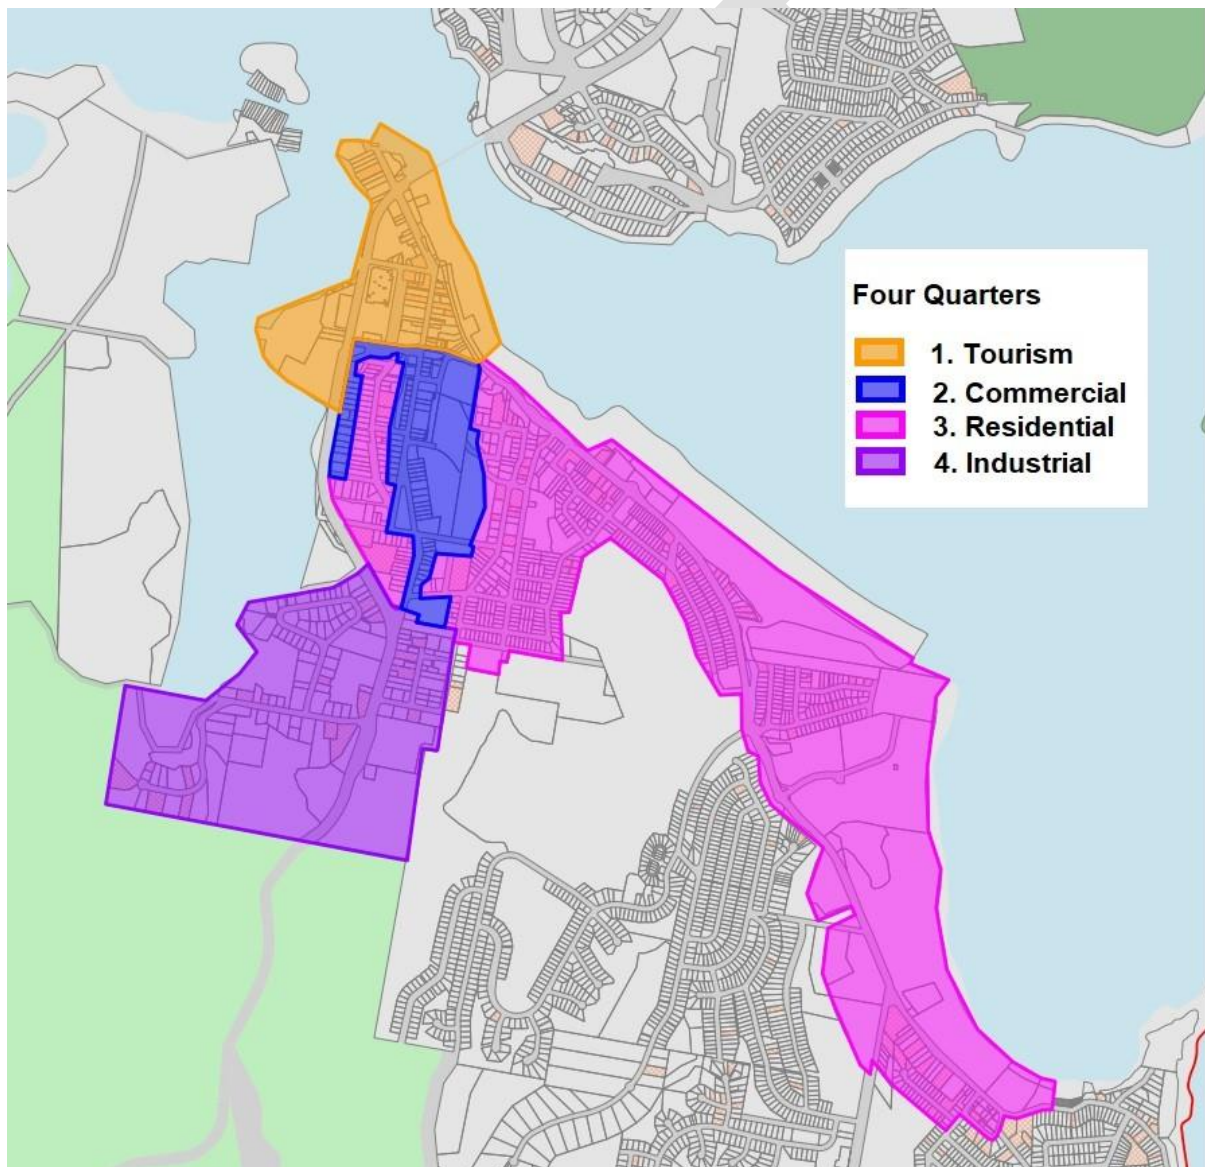 Four Quarters
1. Tourism
2. Commercial
3. Residential
4. Industrial